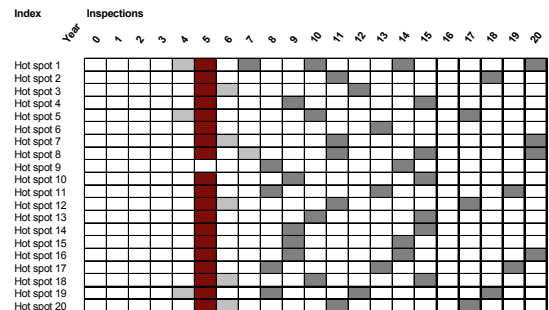 Index Inspections
Year 0 1 2 3 4 5 6 7 8 9 10 11 12 13 14 15 16 17 18 19 20
Hot spot 1
Hot spot 2
Hot spot 3
Hot spot 4
Hot spot 5
Hot spot 6
Hot spot 7
Hot spot 8
Hot spot 9
Hot spot 10
Hot spot 11
Hot spot 12
Hot spot 13
Hot spot 14
Hot spot 15
Hot spot 16
Hot spot 17
Hot spot 18
Hot spot 19
Hot spot 20